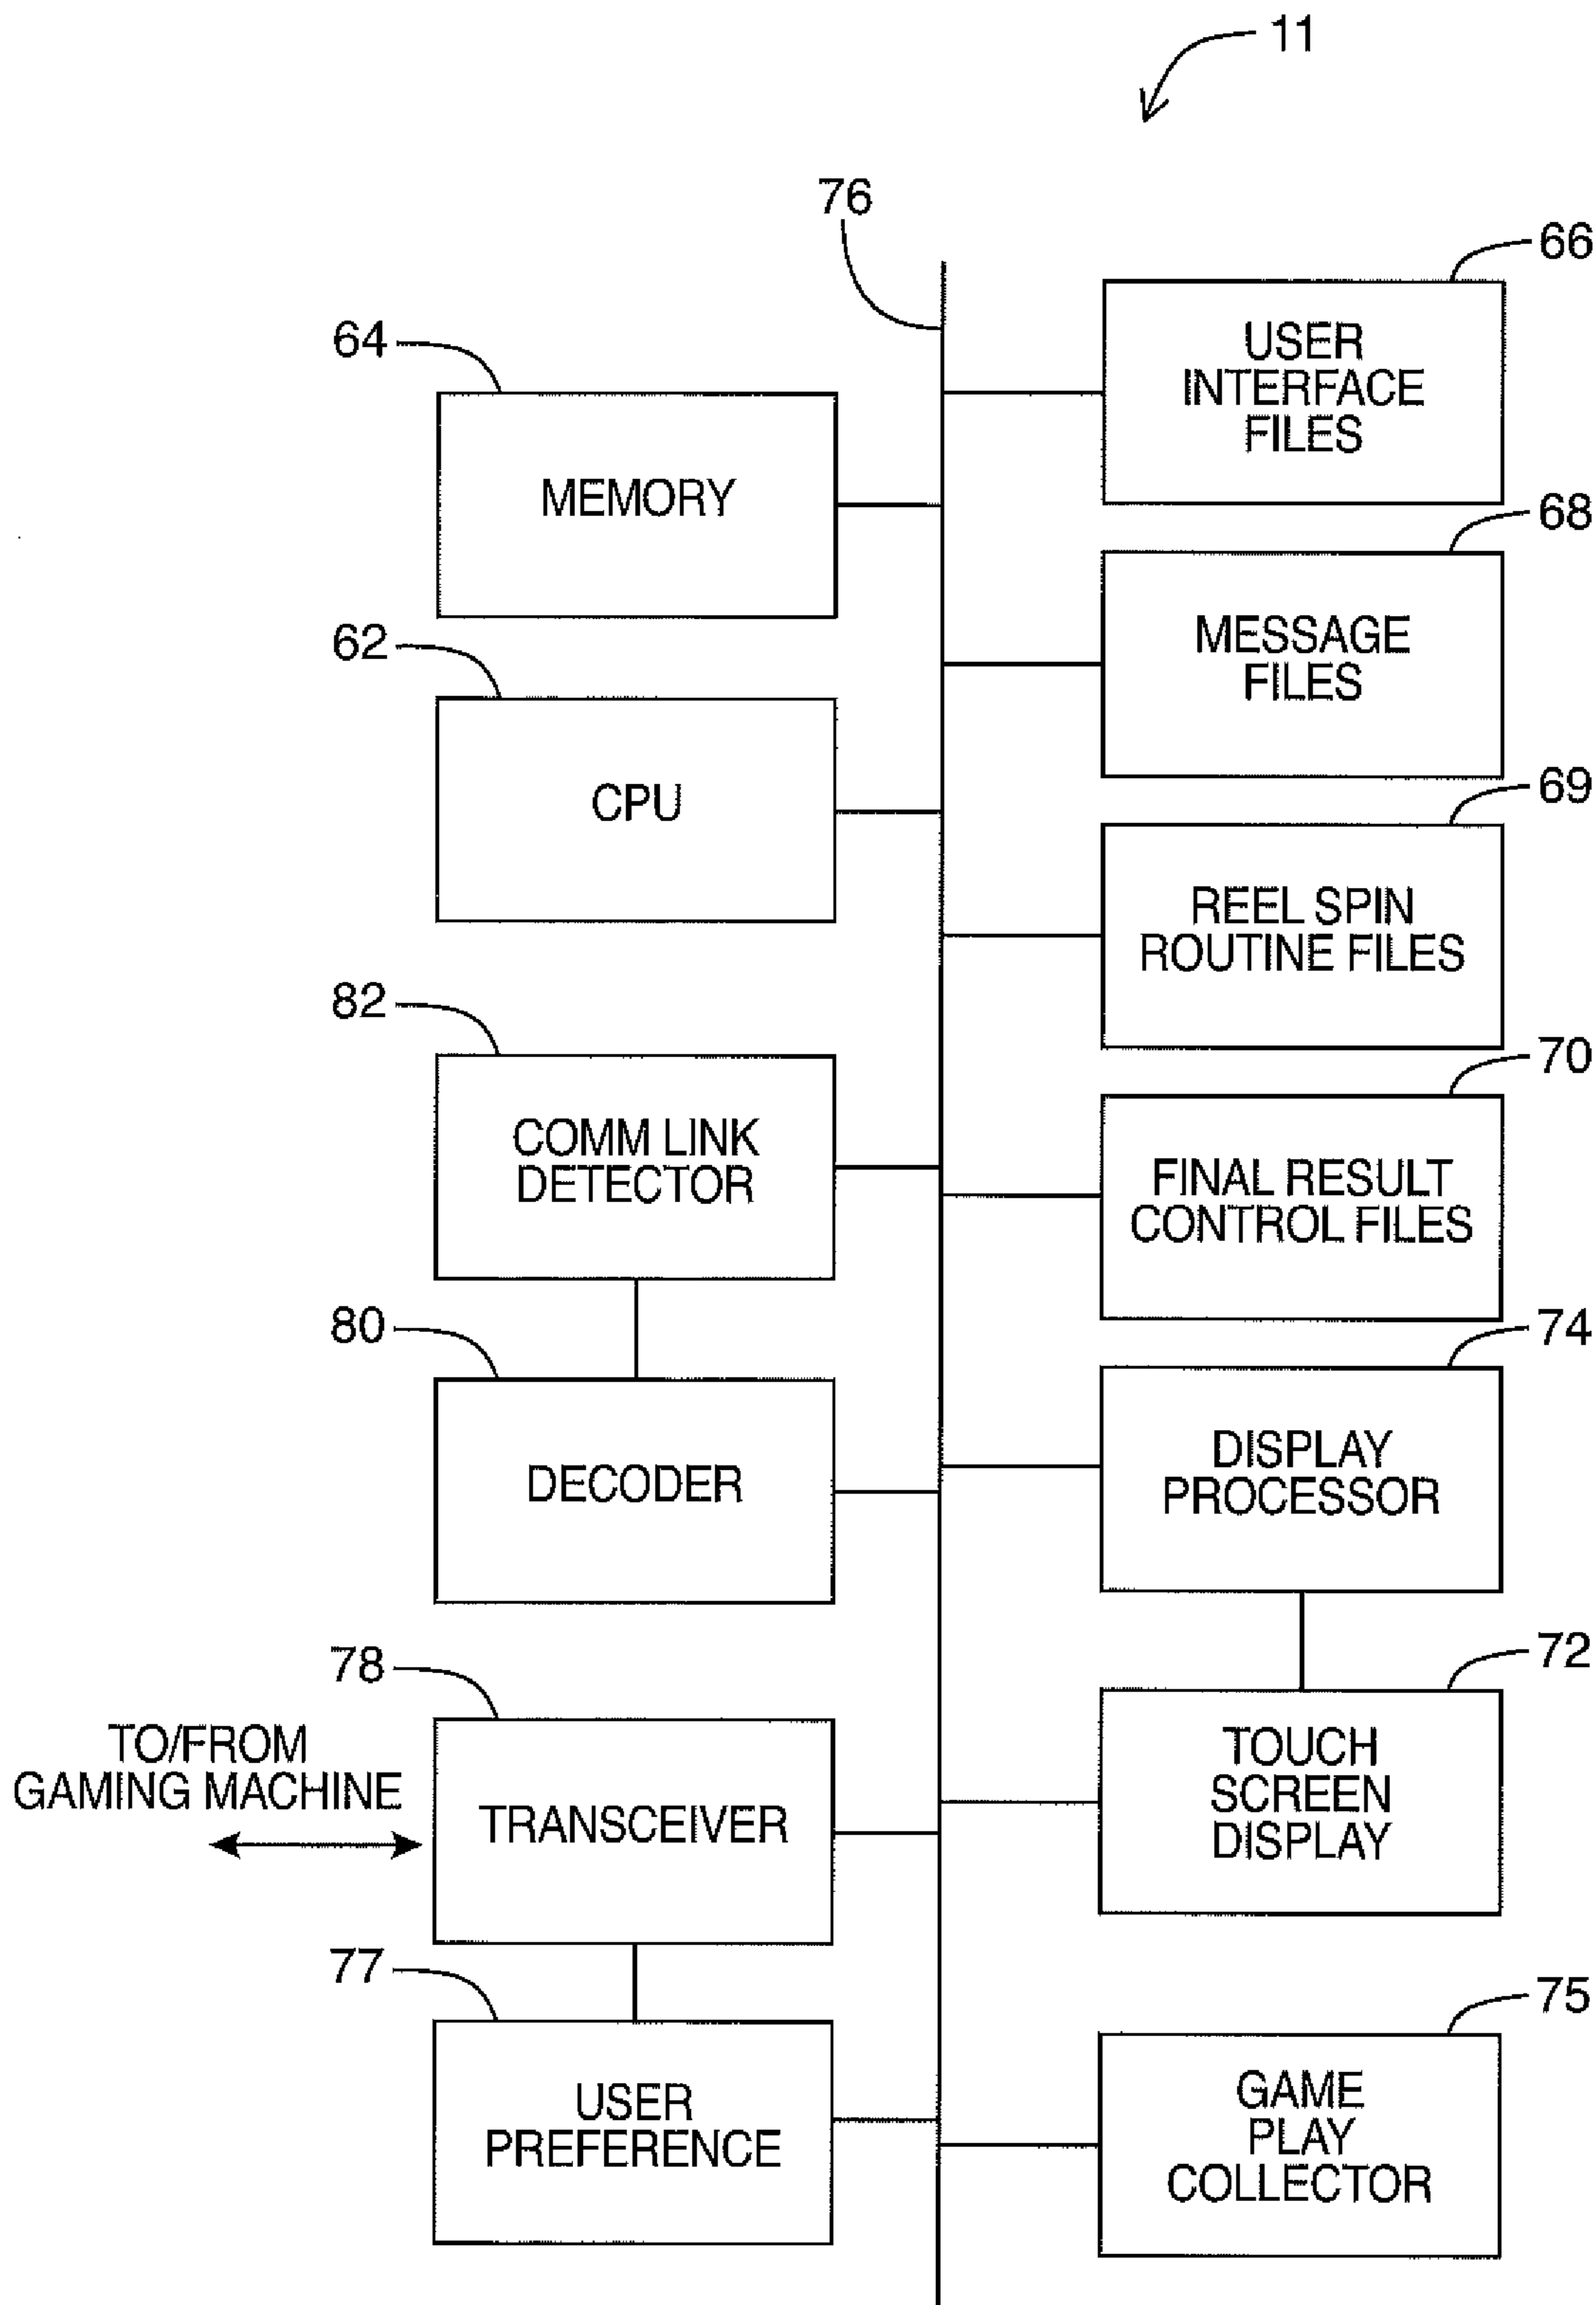 11
76
66
USER
INTERFACE
FILES
64
MEMORY
68
MESSAGE
FILES
62
CPU
69
REEL SPIN
ROUTINE FILES
82
COMM LINK
DETECTOR
70
FINAL RESULT
CONTROL FILES
80
DECODER
74
DISPLAY
PROCESSOR
78
TO/FROM
GAMING MACHINE
TRANSCEIVER
72
TOUCH
SCREEN
DISPLAY
77
USER
PREFERENCE
75
GAME
PLAY
COLLECTOR